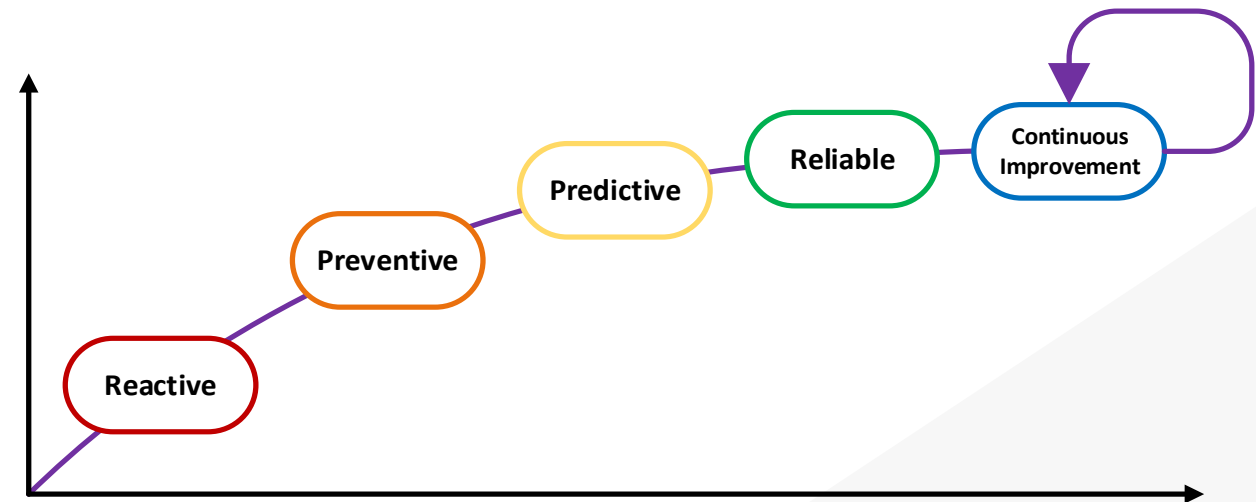 Reactive
Preventive
Predictive
Reliable
Continuous
Improvement